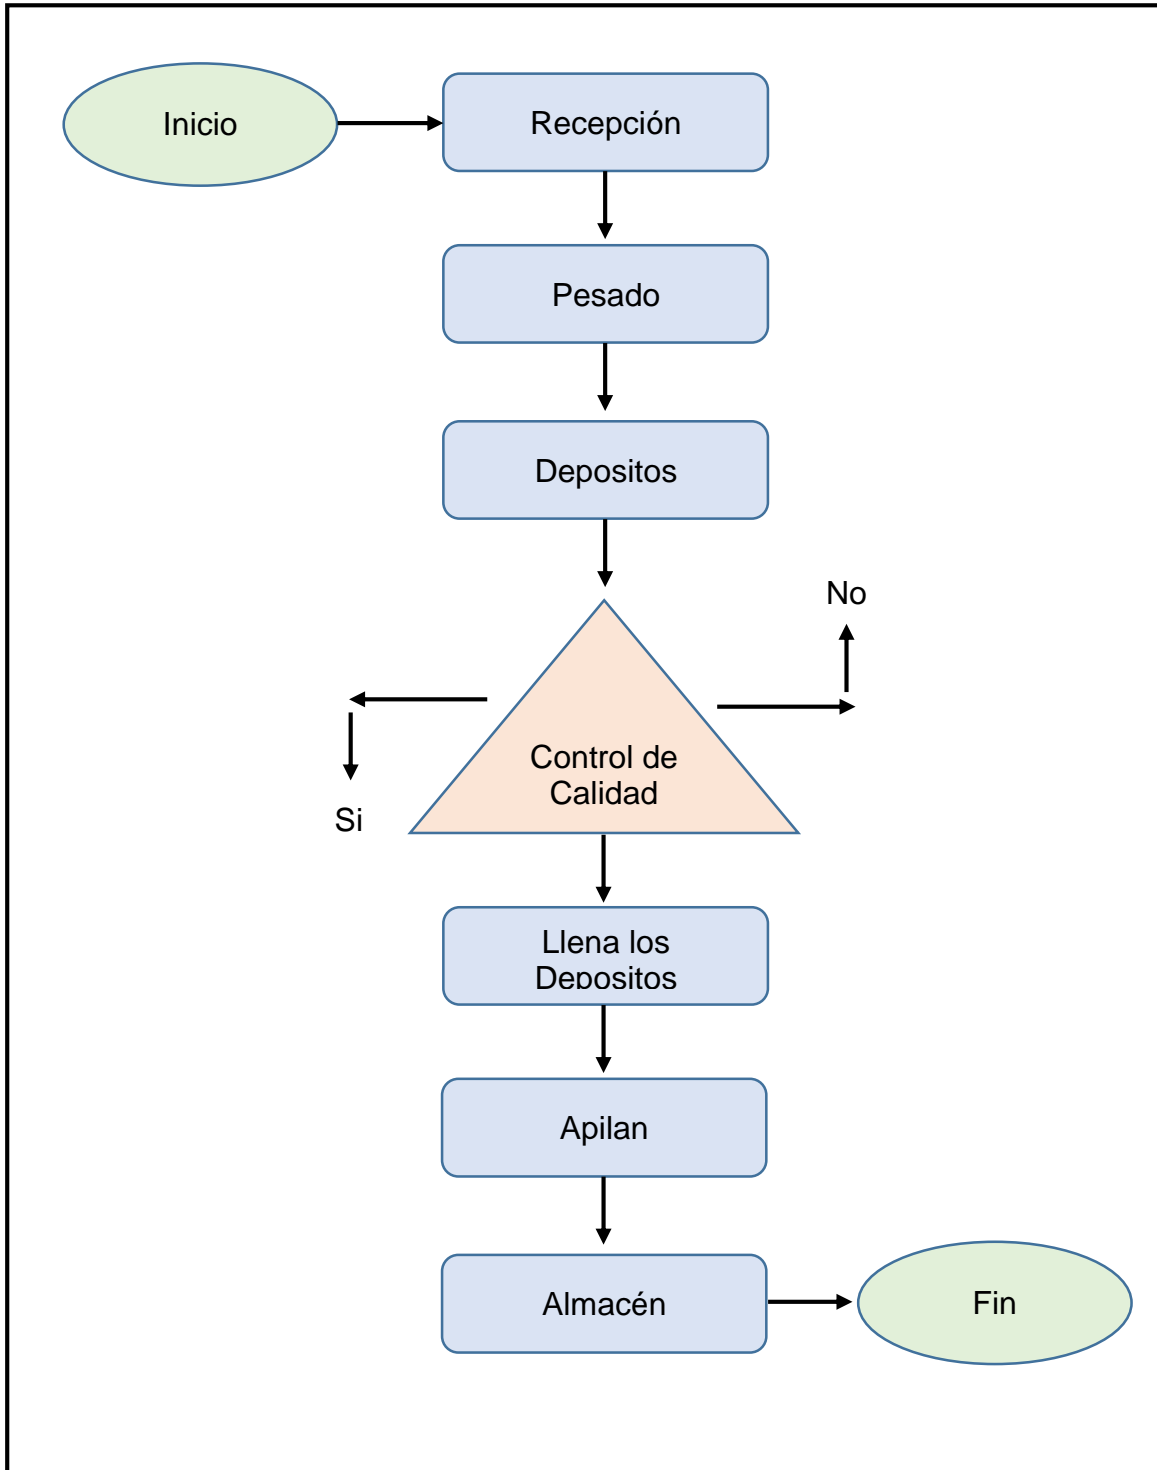 Inicio
Recepción
Pesado
Depositos
No
Control de
Calidad
Si
Llena los
Depositos
Apilan
Almacén
Fin